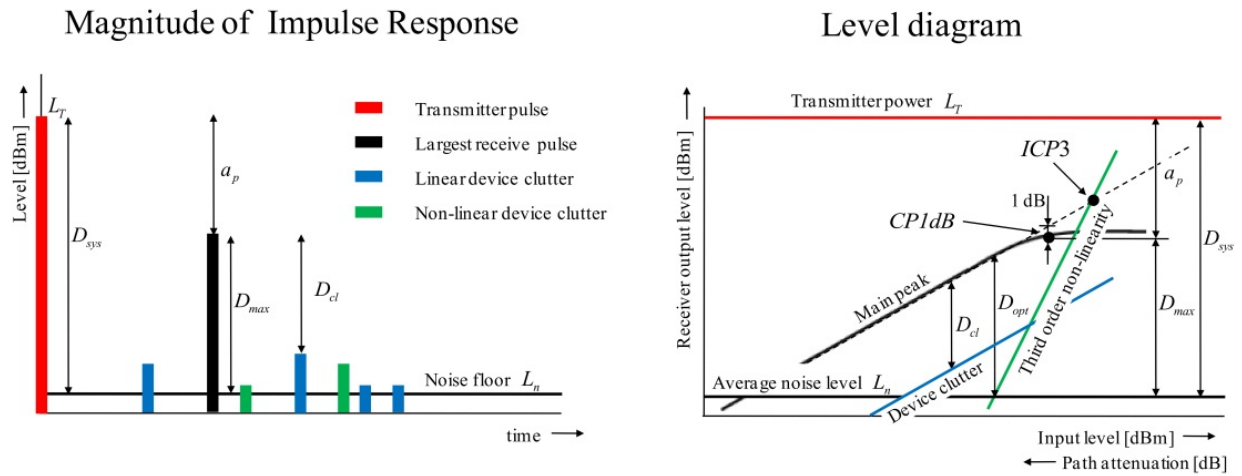 Magnitude of Impulse Response
Level [dBm]
L_T
D_sys
a_p
D_max
D_cl
Transmitter pulse
Largest receive pulse
Linear device clutter
Non-linear device clutter
Noise floor L_n
time
Level diagram
Receiver output level [dBm]
Transmitter power L_T
ICP3
1 dB
CP1dB
a_p
D_sys
Main peak
D_cl
D_opt
Third order non-linearity
D_max
Average noise level L_n
Device clutter
Input level [dBm]
Path attenuation [dB]